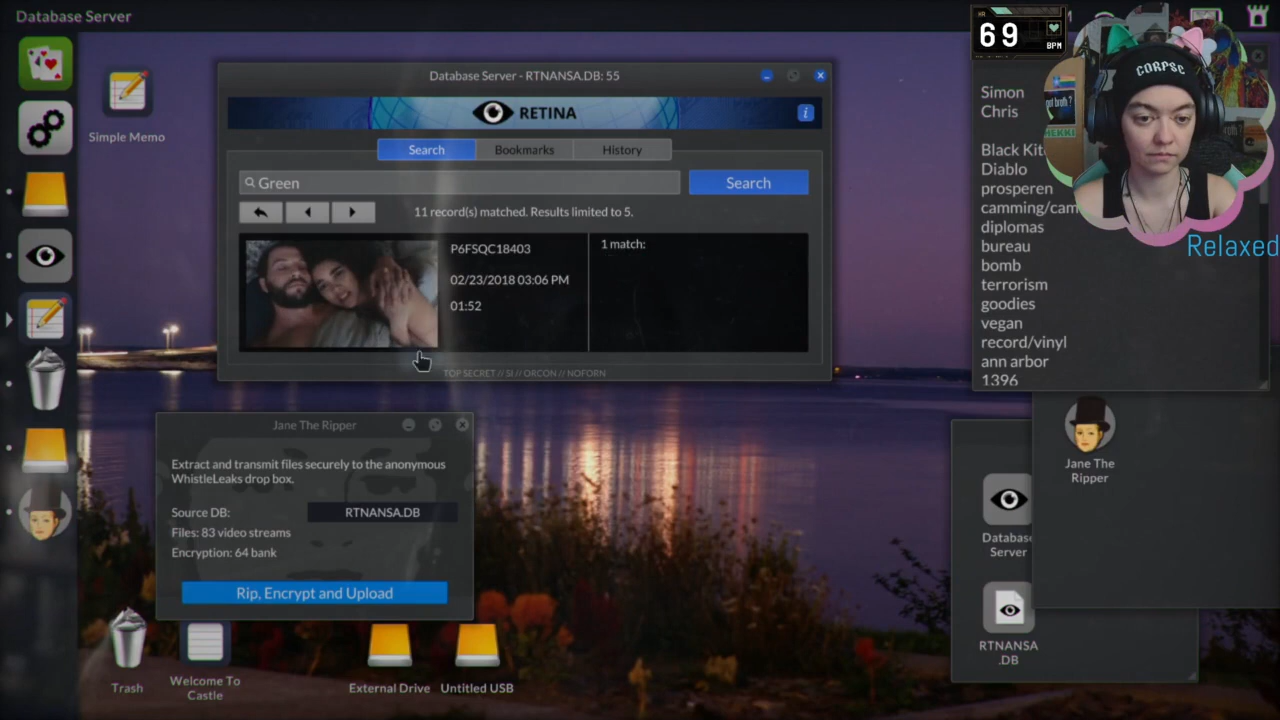 Database Server
Simple Memo
Database Server - RTNANSA.DB: 55
RETINA
i
Search
Bookmarks
History
Green
Search
11 record(s) matched. Results limited to 5.
P6FSQC18403
02/23/2018 03:06 PM
01:52
1 match:
TOP SECRET // SI // ORCON // NOFORN
Jane The Ripper
Extract and transmit files securely to the anonymous
WhistleLeaks drop box.
Source DB:
RTNANSA.DB
Files: 83 video streams
Encryption: 64 bank
Rip, Encrypt and Upload
Trash
Welcome To
Castle
External Drive
Untitled USB
HR
69
BPM
CORPSE
got broth ?
HEKKI
Relaxed
Simon
Chris
Black Kit
Diablo
prosperen
camming/cam
diplomas
bureau
bomb
terrorism
goodies
vegan
record/vinyl
ann arbor
1396
Jane The
Ripper
Database
Server
RTNANSA
.DB